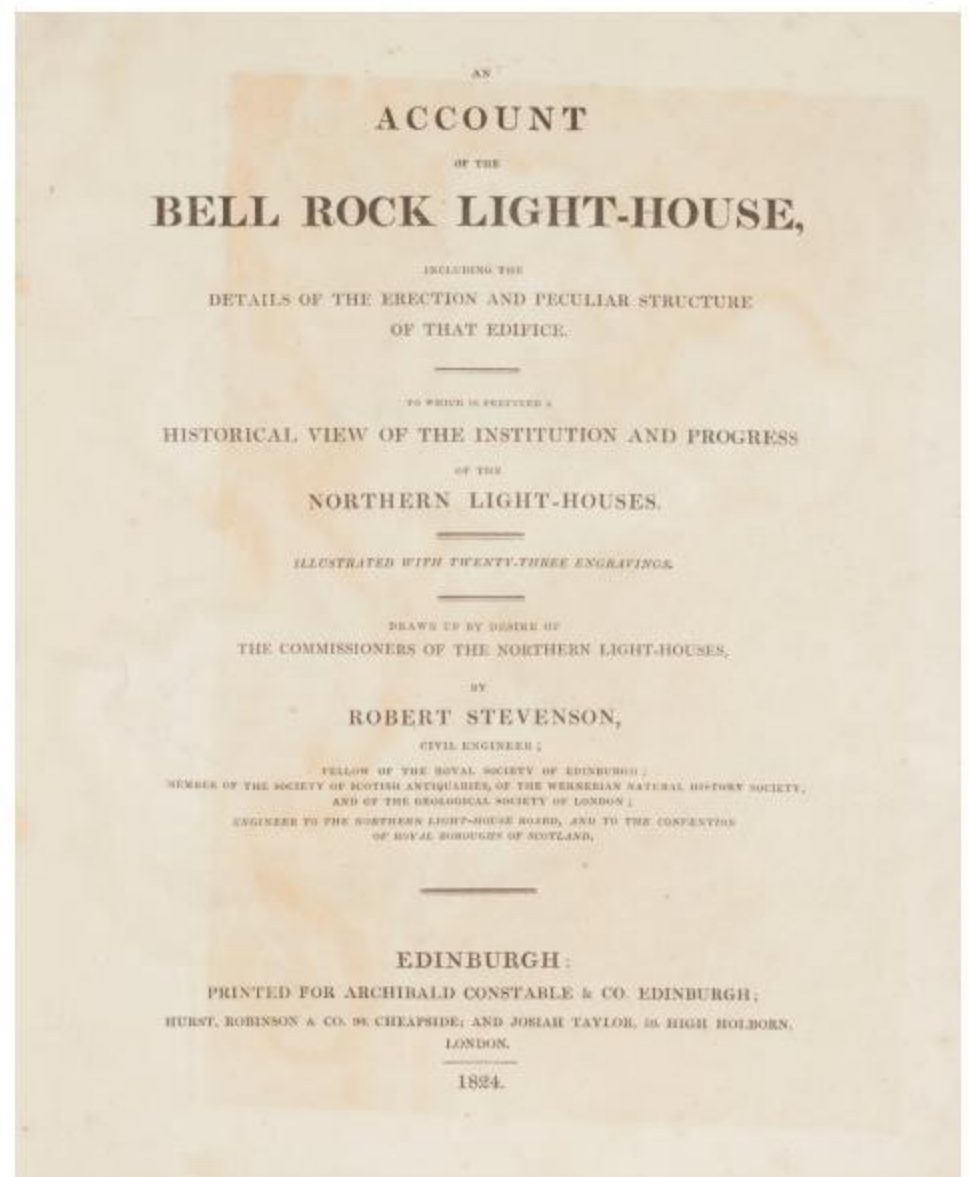 AN
ACCOUNT
OF THE
BELL ROCK LIGHT-HOUSE,
INCLUDING THE
DETAILS OF THE ERECTION AND PECULIAR STRUCTURE
OF THAT EDIFICE.
TO WHICH IS PREFIXED A
HISTORICAL VIEW OF THE INSTITUTION AND PROGRESS
OF THE
NORTHERN LIGHT-HOUSES.
ILLUSTRATED WITH TWENTY-THREE ENGRAVINGS.
DRAWN UP BY DESIRE OF
THE COMMISSIONERS OF THE NORTHERN LIGHT-HOUSES,
BY
ROBERT STEVENSON,
CIVIL ENGINEER;
FELLOW OF THE ROYAL SOCIETY OF EDINBURGH;
MEMBER OF THE SOCIETY OF SCOTISH ANTIQUARIES, OF THE WERNERIAN NATURAL HISTORY SOCIETY,
AND OF THE GEOLOGICAL SOCIETY OF LONDON;
ENGINEER TO THE NORTHERN LIGHT-HOUSE BOARD, AND TO THE CONVENTION
OF ROYAL BOROUGHS OF SCOTLAND.
EDINBURGH:
PRINTED FOR ARCHIBALD CONSTABLE & CO. EDINBURGH;
HURST, ROBINSON & CO. 90. CHEAPSIDE; AND JOSIAH TAYLOR, 59. HIGH HOLBORN,
LONDON.
1824.